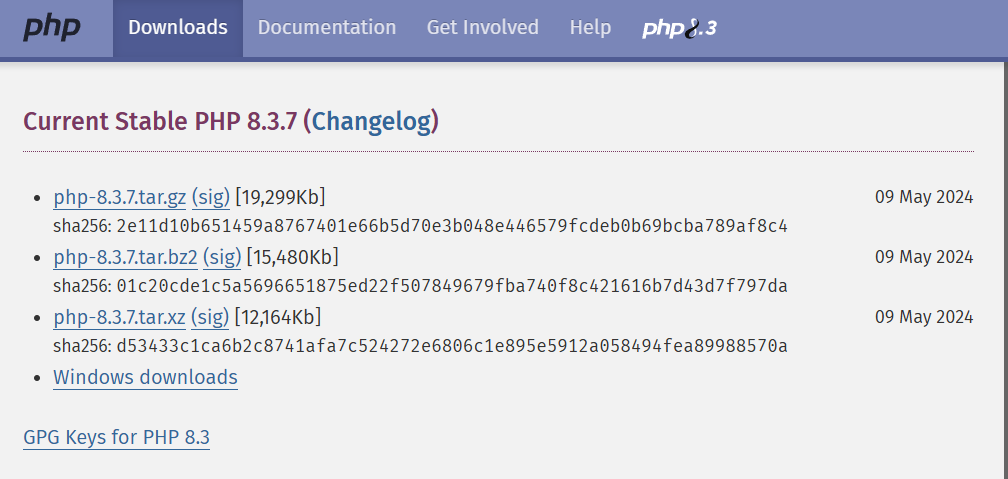 php Downloads Documentation Get Involved Help php8.3
Current Stable PHP 8.3.7 (Changelog)
php-8.3.7.tar.gz (sig) [19,299Kb] 09 May 2024
sha256: 2e11d10b651459a8767401e66b5d70e3b048e446579fcdeb0b69bcba789af8c4
php-8.3.7.tar.bz2 (sig) [15,480Kb] 09 May 2024
sha256: 01c20cde1c5a5696651875ed22f507849679fba740f8c421616b7d43d7f797da
php-8.3.7.tar.xz (sig) [12,164Kb] 09 May 2024
sha256: d53433c1ca6b2c8741afa7c524272e6806c1e895e5912a058494fea89988570a
Windows downloads
GPG Keys for PHP 8.3